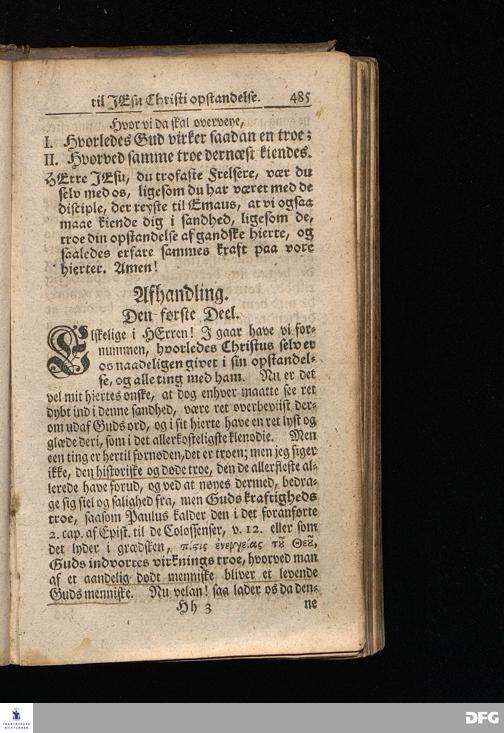 til JEsu Christi opstandelse. 485
Hvor vi da skal overveye,
I. Hvorledes Gud virker saadan en troe;
II. Hvorved samme troe dernæst kiendes.
HErre JEsu, du trofaste Frelsere, vær du
selv med os, ligesom du har været med de
disciple, der reyste til Emaus, at vi ogsaa
maae kiende dig i sandhed, ligesom de,
troe din opstandelse af gandske hierte, og
saaledes erfare sammes kraft paa vore
hierter. Amen!
Afhandling.
Den første Deel.
Elskelige i HErren! I gaar have vi for-
nummen, hvorledes Christus selv er
os naadeligen givet i sin opstandel-
se, og alle ting med ham. Nu er det
vel mit hiertes ønske, at dog enhver maatte see ret
dybt ind i denne sandhed, være ret overbeviist der-
om ud af Guds ord, og i sit hierte have en ret lyst og
glæde deri, som i det allerkosteligste klenodie. Men
een ting er hertil fornøden, det er troen; men jeg siger
ikke, den historiske og døde troe, den de allerfleste al-
lerede have forud, og ved at nøyes dermed, bedra-
ge sig siel og salighed fra, men Guds kraftigheds
troe, saasom Paulus kalder den i det foranførte
2. cap. af Epist. til de Colossenser, v. 12. eller som
det lyder i grædsken, πίςις ἐνεργείας τοῦ Θεοῦ,
Guds indvortes virknings troe, hvorved man
af et aandelig dødt menniske bliver et levende
Guds menniske. Nu velan! saa lader os da den-
Hh 3 ne
FRANCKESCHE
STIFTUNGEN
DFG